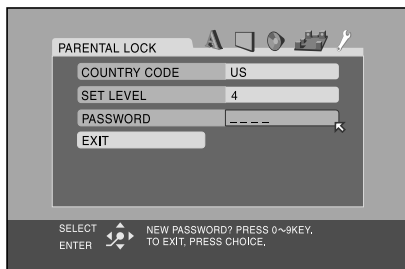 PARENTAL LOCK
COUNTRY CODE US
SET LEVEL 4
PASSWORD _ _ _ _
EXIT
SELECT
ENTER
NEW PASSWORD? PRESS 0~9KEY.
TO EXIT, PRESS CHOICE.